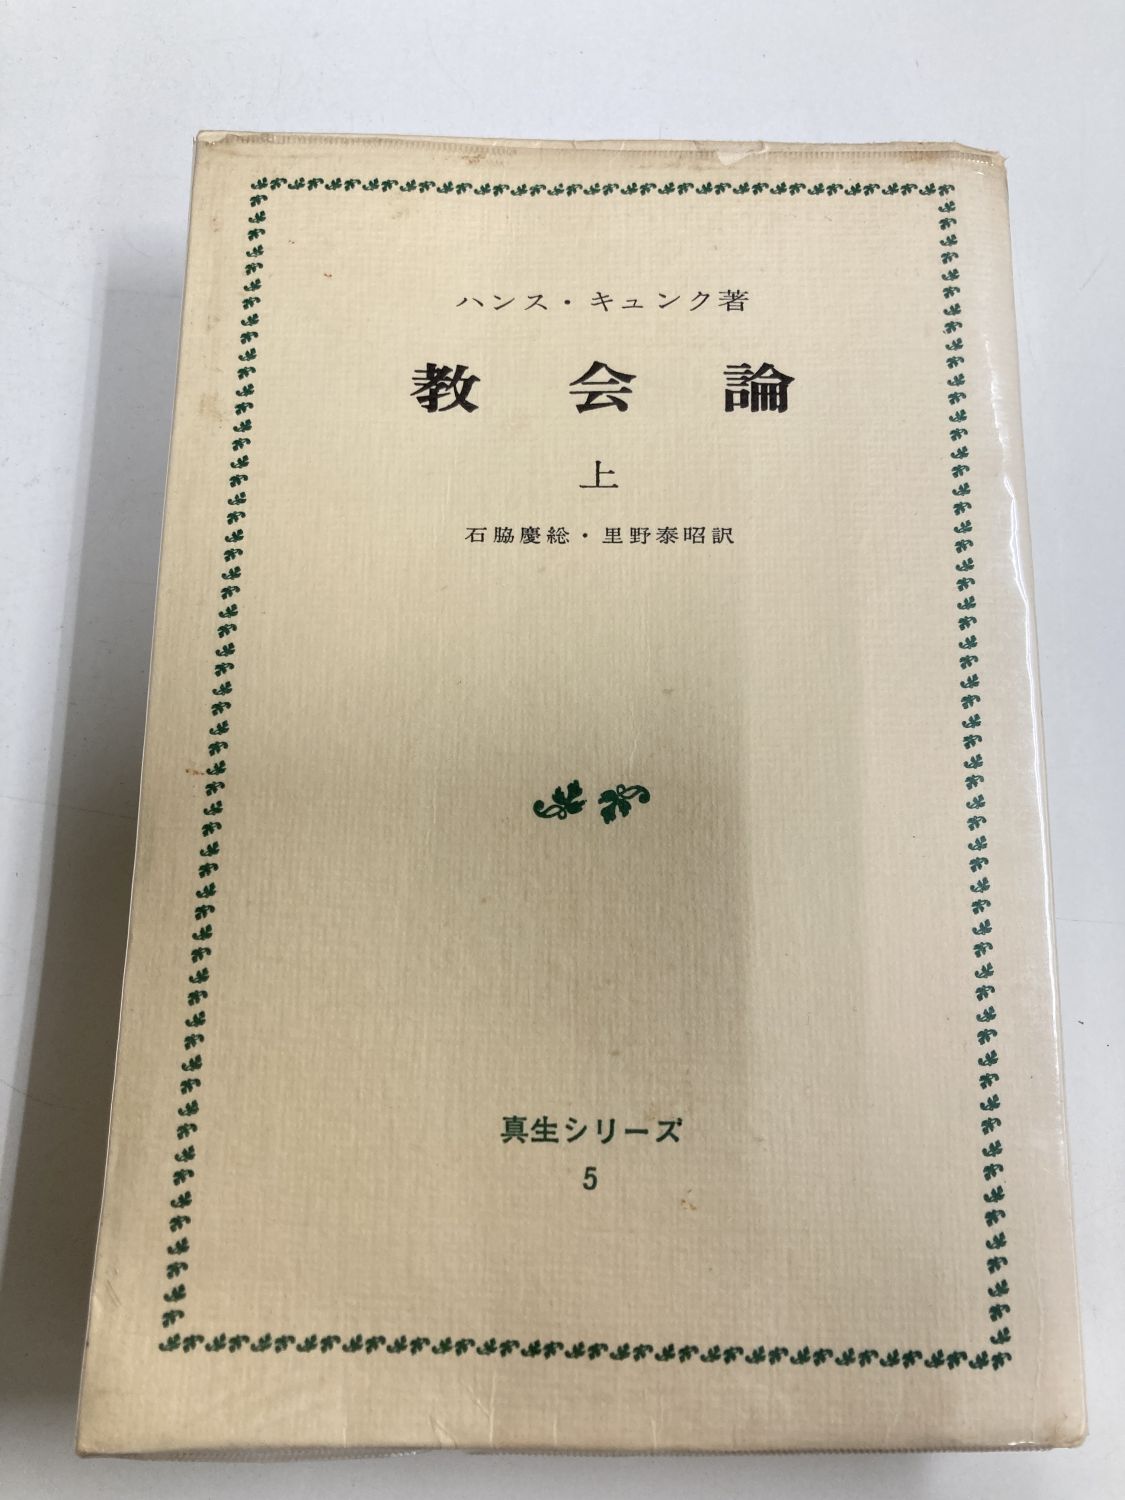 ハンス・キュンク著
教会論
上
石脇慶総・里野泰昭訳
真生シリーズ
5